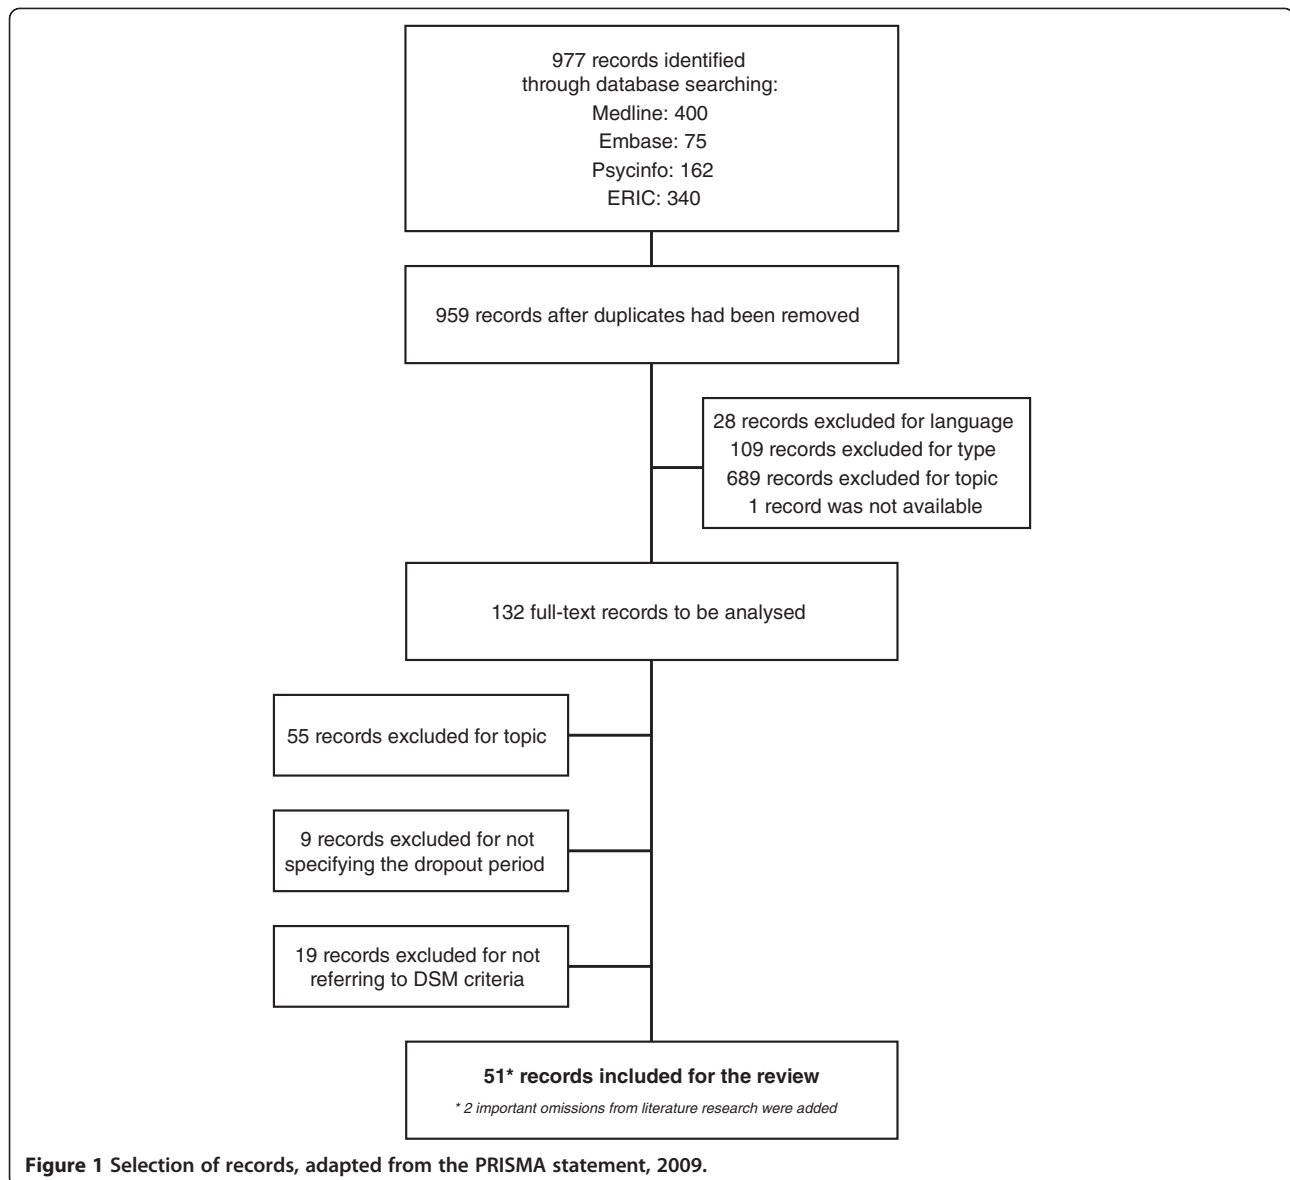 977 records identified
through database searching:
Medline: 400
Embase: 75
Psycinfo: 162
ERIC: 340
959 records after duplicates had been removed
28 records excluded for language
109 records excluded for type
689 records excluded for topic
1 record was not available
132 full-text records to be analysed
55 records excluded for topic
9 records excluded for not
specifying the dropout period
19 records excluded for not
referring to DSM criteria
51* records included for the review
* 2 important omissions from literature research were added
Figure 1 Selection of records, adapted from the PRISMA statement, 2009.